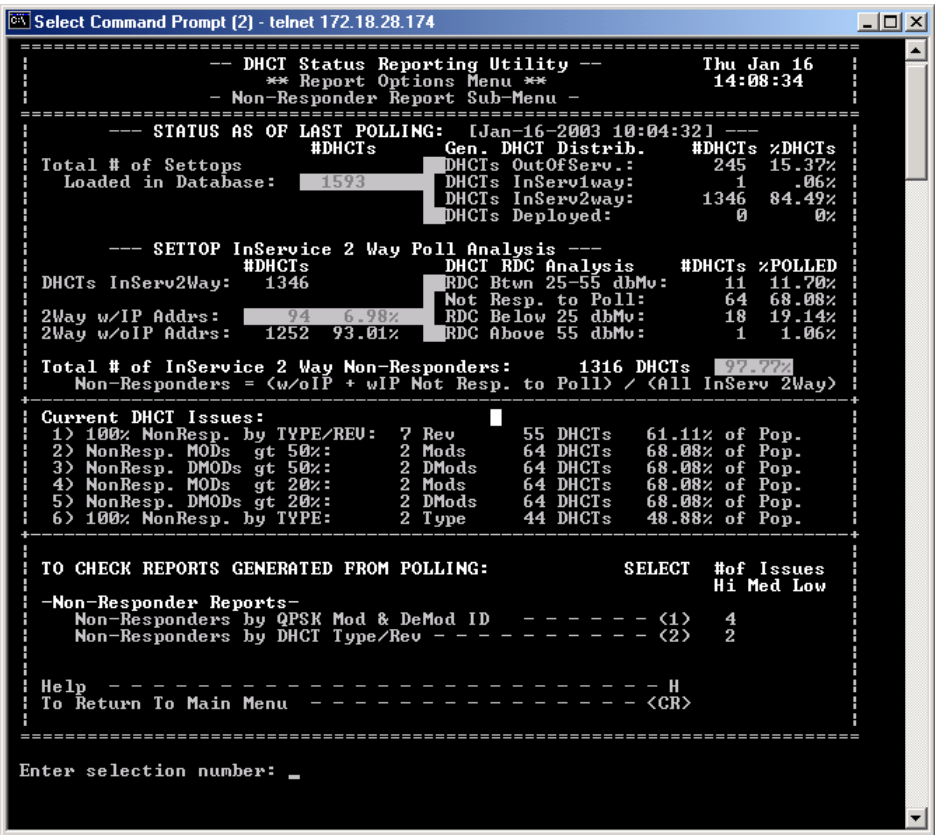 Select Command Prompt (2) - telnet 172.18.28.174
-- DHCT Status Reporting Utility -- Thu Jan 16
** Report Options Menu ** 14:08:34
- Non-Responder Report Sub-Menu -
--- STATUS AS OF LAST POLLING: [Jan-16-2003 10:04:32] ---
#DHCTs Gen. DHCT Distrib. #DHCTs %DHCTs
Total # of Settops DHCTs OutOfServ.: 245 15.37%
Loaded in Database: 1593 DHCTs InServ1way: 1 .06%
DHCTs InServ2way: 1346 84.49%
DHCTs Deployed: 0 0%
--- SETTOP InService 2 Way Poll Analysis ---
#DHCTs DHCT RDC Analysis #DHCTs %POLLED
DHCTs InServ2Way: 1346 RDC Btwn 25-55 dbMv: 11 11.70%
Not Resp. to Poll: 64 68.08%
2Way w/IP Addrs: 94 6.98% RDC Below 25 dbMv: 18 19.14%
2Way w/oIP Addrs: 1252 93.01% RDC Above 55 dbMv: 1 1.06%
Total # of InService 2 Way Non-Responders: 1316 DHCTs 97.77%
Non-Responders = (w/oIP + wIP Not Resp. to Poll) / (All InServ 2Way)
Current DHCT Issues:
1) 100% NonResp. by TYPE/REV: 7 Rev 55 DHCTs 61.11% of Pop.
2) NonResp. MODs gt 50%: 2 Mods 64 DHCTs 68.08% of Pop.
3) NonResp. DMODs gt 50%: 2 DMods 64 DHCTs 68.08% of Pop.
4) NonResp. MODs gt 20%: 2 Mods 64 DHCTs 68.08% of Pop.
5) NonResp. DMODs gt 20%: 2 DMods 64 DHCTs 68.08% of Pop.
6) 100% NonResp. by TYPE: 2 Type 44 DHCTs 48.88% of Pop.
TO CHECK REPORTS GENERATED FROM POLLING: SELECT #of Issues
Hi Med Low
-Non-Responder Reports-
Non-Responders by QPSK Mod & DeMod ID - - - - - - (1) 4
Non-Responders by DHCT Type/Rev - - - - - - - - - - (2) 2
Help - - - - - - - - - - - - - - - - - - - - - - - - - H
To Return To Main Menu - - - - - - - - - - - - - - - <CR>
Enter selection number: _